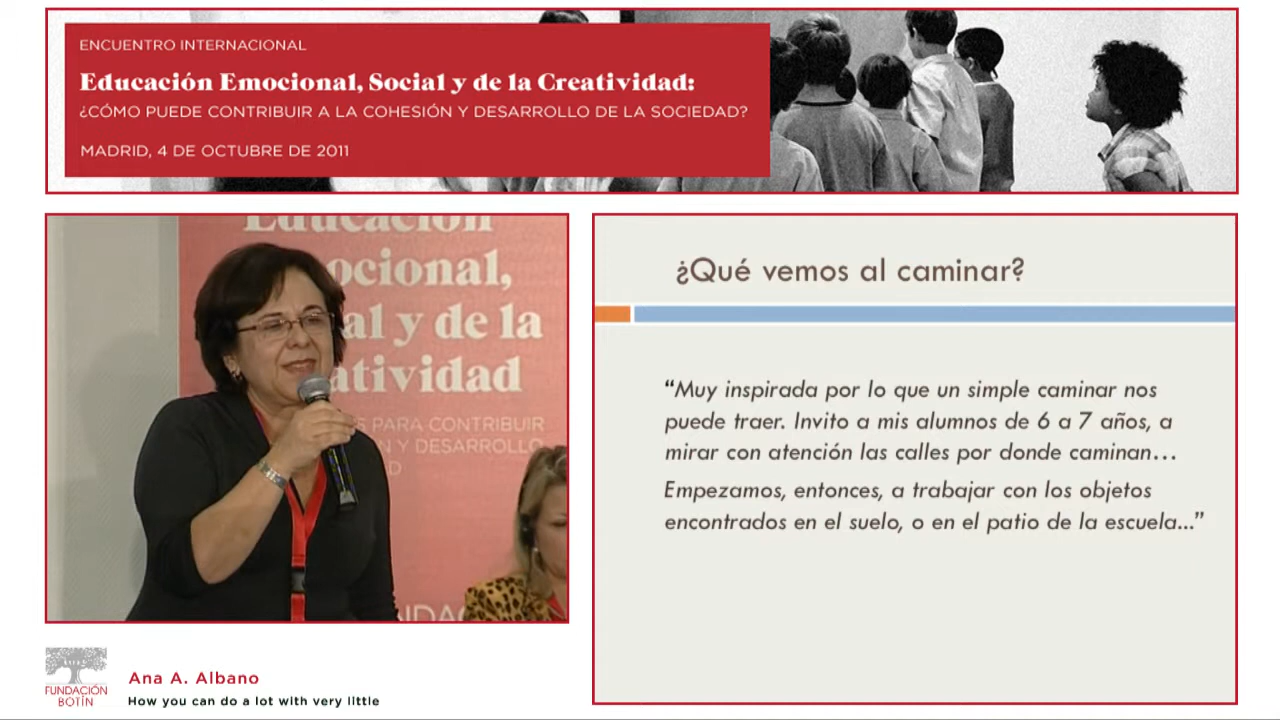 ENCUENTRO INTERNACIONAL
Educación Emocional, Social y de la Creatividad:
¿CÓMO PUEDE CONTRIBUIR A LA COHESIÓN Y DESARROLLO DE LA SOCIEDAD?
MADRID, 4 DE OCTUBRE DE 2011
Educación
ocional,
al y de la
atividad
S PARA CONTRIBUIR
N Y DESARROLLO
AD
NDAC
¿Qué vemos al caminar?
“Muy inspirada por lo que un simple caminar nos
puede traer. Invito a mis alumnos de 6 a 7 años, a
mirar con atención las calles por donde caminan…
Empezamos, entonces, a trabajar con los objetos
encontrados en el suelo, o en el patio de la escuela...”
FUNDACIÓN
BOTÍN
Ana A. Albano
How you can do a lot with very little